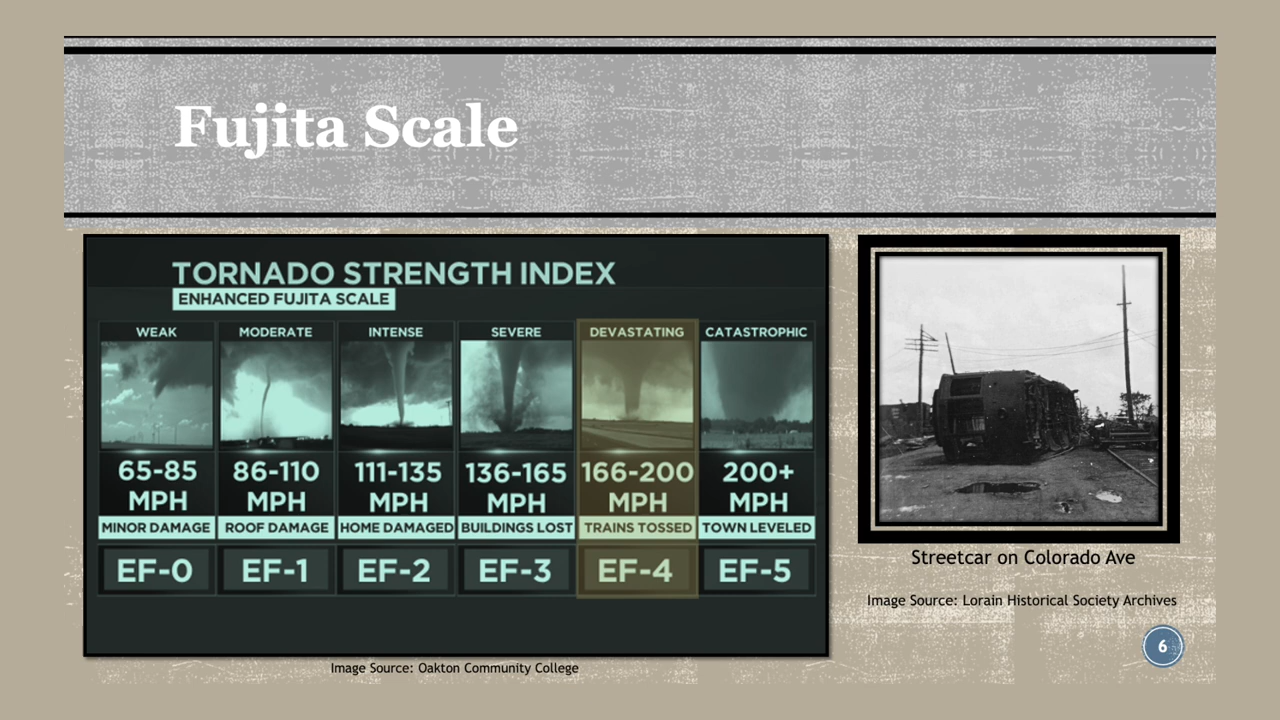 Fujita Scale
TORNADO STRENGTH INDEX
ENHANCED FUJITA SCALE
WEAK
65-85
MPH
MINOR DAMAGE
EF-0
MODERATE
86-110
MPH
ROOF DAMAGE
EF-1
INTENSE
111-135
MPH
HOME DAMAGED
EF-2
SEVERE
136-165
MPH
BUILDINGS LOST
EF-3
DEVASTATING
166-200
MPH
TRAINS TOSSED
EF-4
CATASTROPHIC
200+
MPH
TOWN LEVELED
EF-5
Image Source: Oakton Community College
Streetcar on Colorado Ave
Image Source: Lorain Historical Society Archives
6